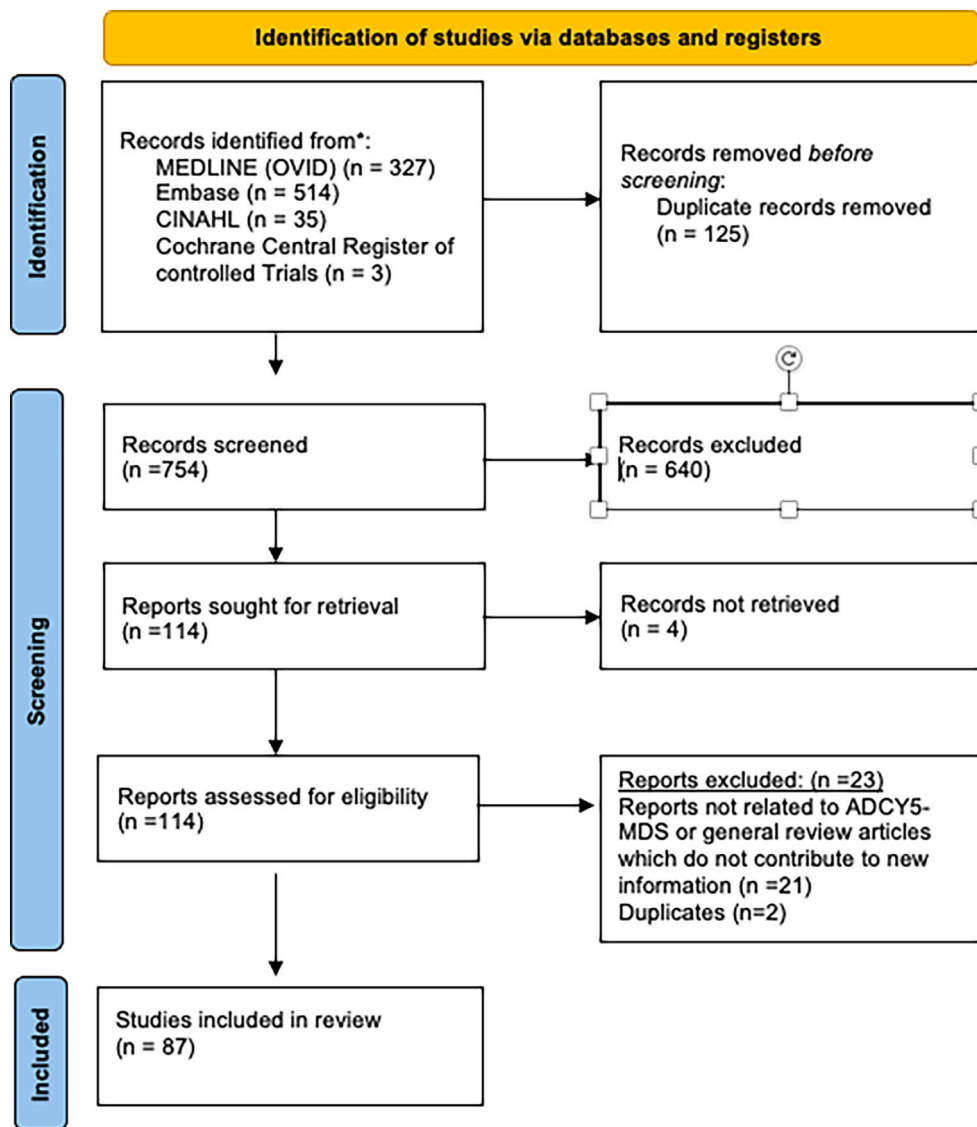 Identification of studies via databases and registers
Identification
Records identified from*:
MEDLINE (OVID) (n = 327)
Embase (n = 514)
CINAHL (n = 35)
Cochrane Central Register of
controlled Trials (n = 3)
Records removed before
screening:
Duplicate records removed
(n = 125)
Screening
Records screened
(n =754)
Records excluded
(n = 640)
Reports sought for retrieval
(n =114)
Records not retrieved
(n = 4)
Reports assessed for eligibility
(n =114)
Reports excluded: (n =23)
Reports not related to ADCY5-
MDS or general review articles
which do not contribute to new
information (n =21)
Duplicates (n=2)
Included
Studies included in review
(n = 87)